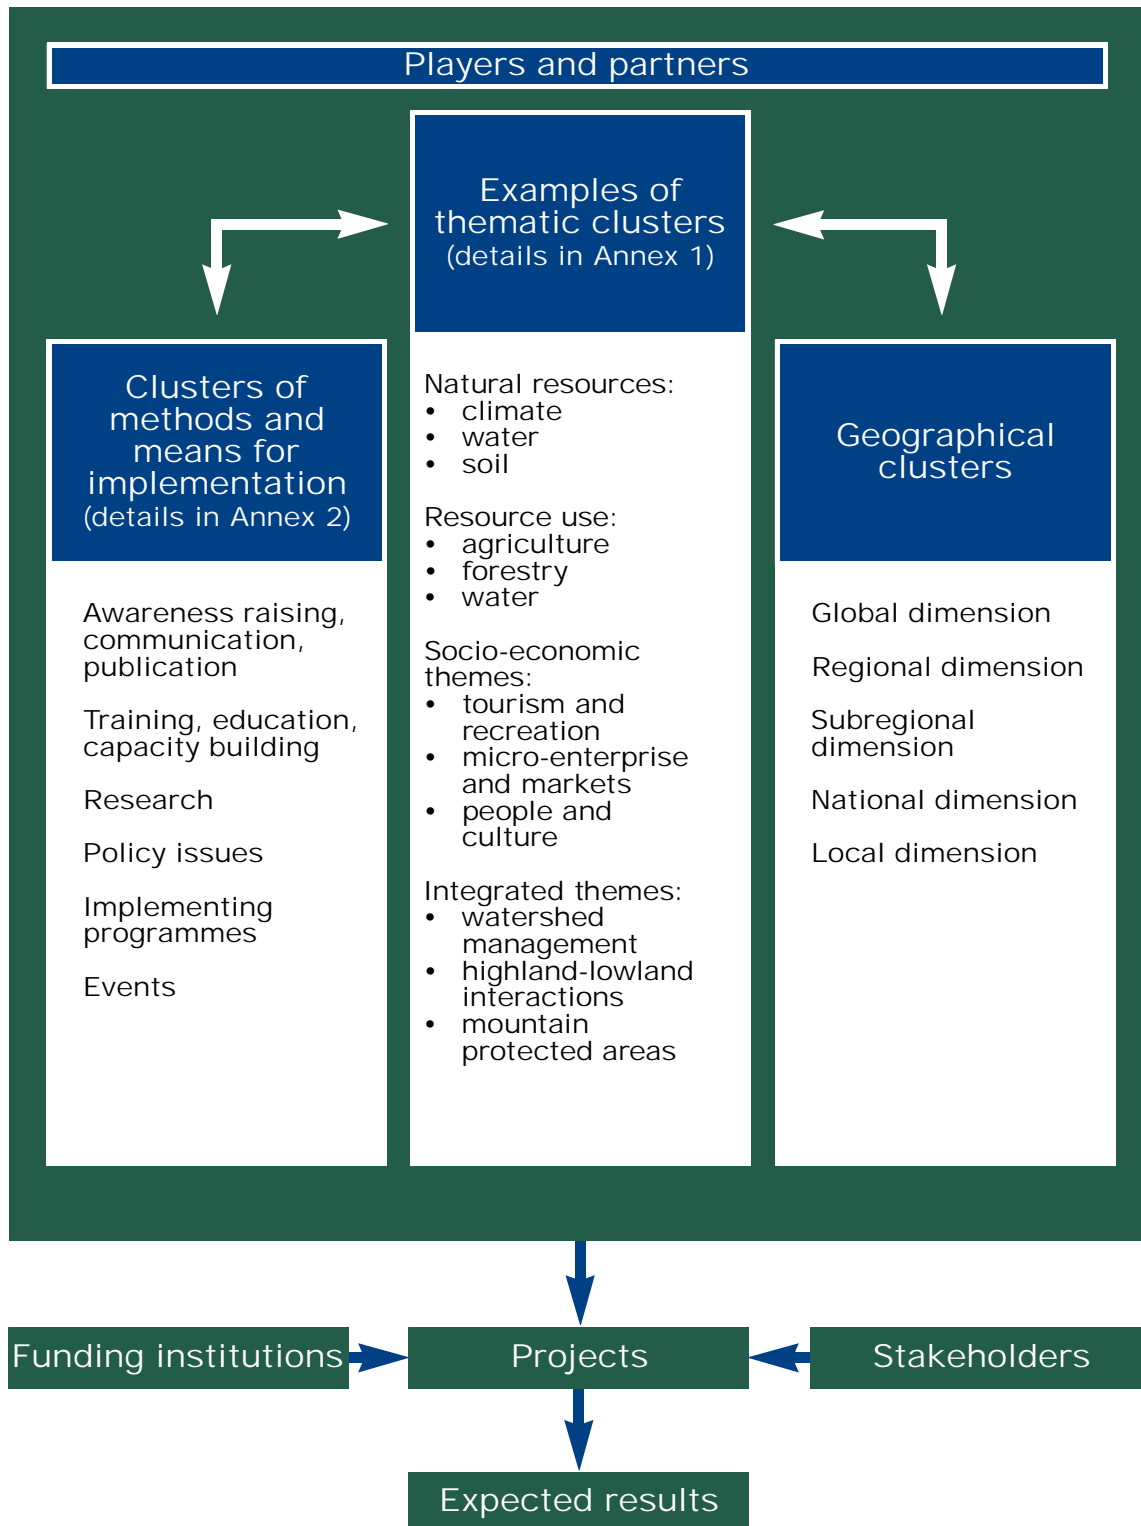 Players and partners
Examples of
thematic clusters
(details in Annex 1)
Clusters of
methods and
means for
implementation
(details in Annex 2)
Awareness raising,
communication,
publication
Training, education,
capacity building
Research
Policy issues
Implementing
programmes
Events
Natural resources:
• climate
• water
• soil
Resource use:
• agriculture
• forestry
• water
Socio-economic
themes:
• tourism and
recreation
• micro-enterprise
and markets
• people and
culture
Integrated themes:
• watershed
management
• highland-lowland
interactions
• mountain
protected areas
Geographical
clusters
Global dimension
Regional dimension
Subregional
dimension
National dimension
Local dimension
Funding institutions
Projects
Stakeholders
Expected results